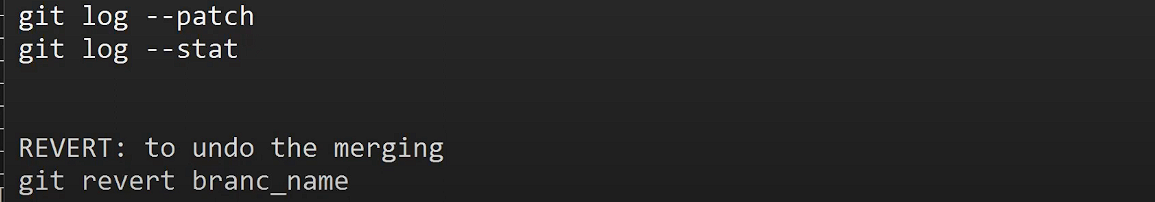 git log --patch
git log --stat
REVERT: to undo the merging
git revert branc_name